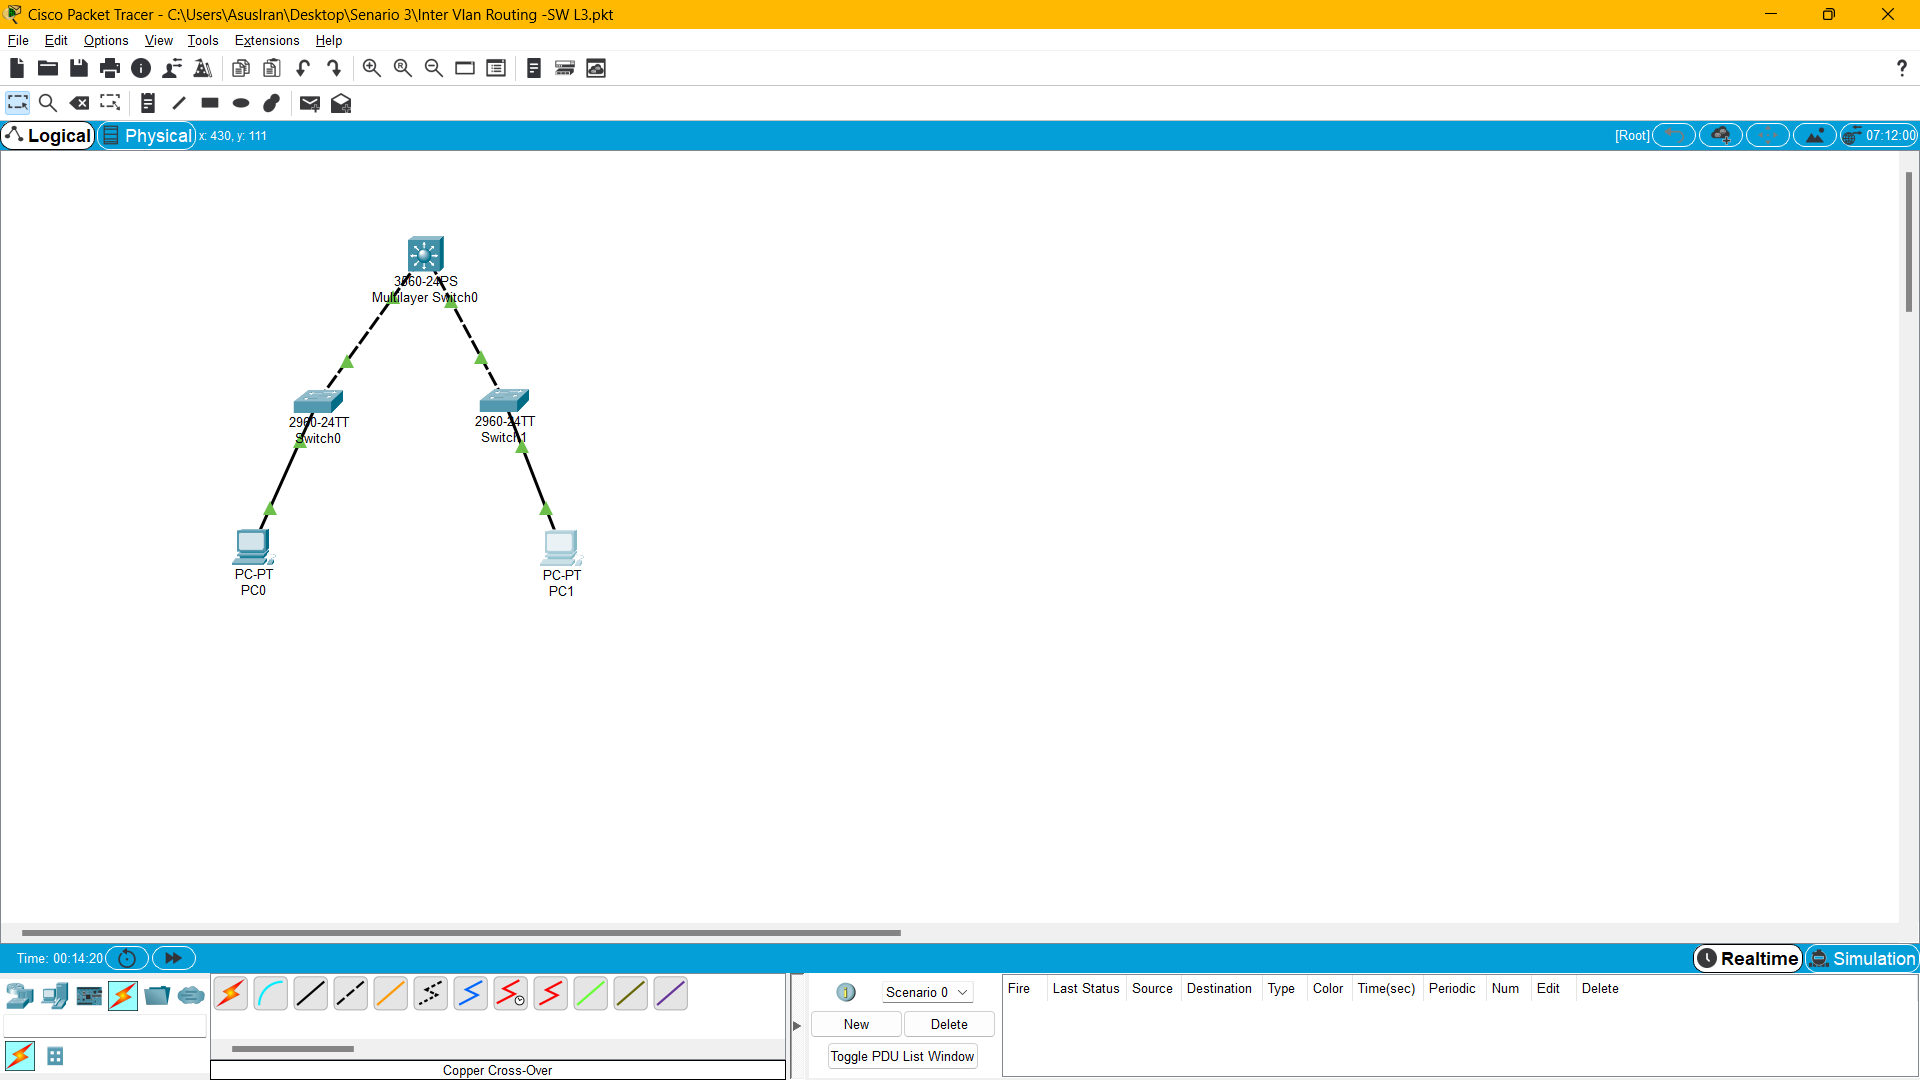 Cisco Packet Tracer - C:\Users\AsusIran\Desktop\Senario 3\Inter Vlan Routing -SW L3.pkt
File Edit Options View Tools Extensions Help
?
Logical Physical x: 430, y: 111 [Root] 07:12:00
3560-24PS
Multilayer Switch0
2960-24TT
Switch0
2960-24TT
Switch1
PC-PT
PC0
PC-PT
PC1
Time: 00:14:20 Realtime Simulation
Scenario 0
Fire Last Status Source Destination Type Color Time(sec) Periodic Num Edit Delete
New Delete
Toggle PDU List Window
Copper Cross-Over